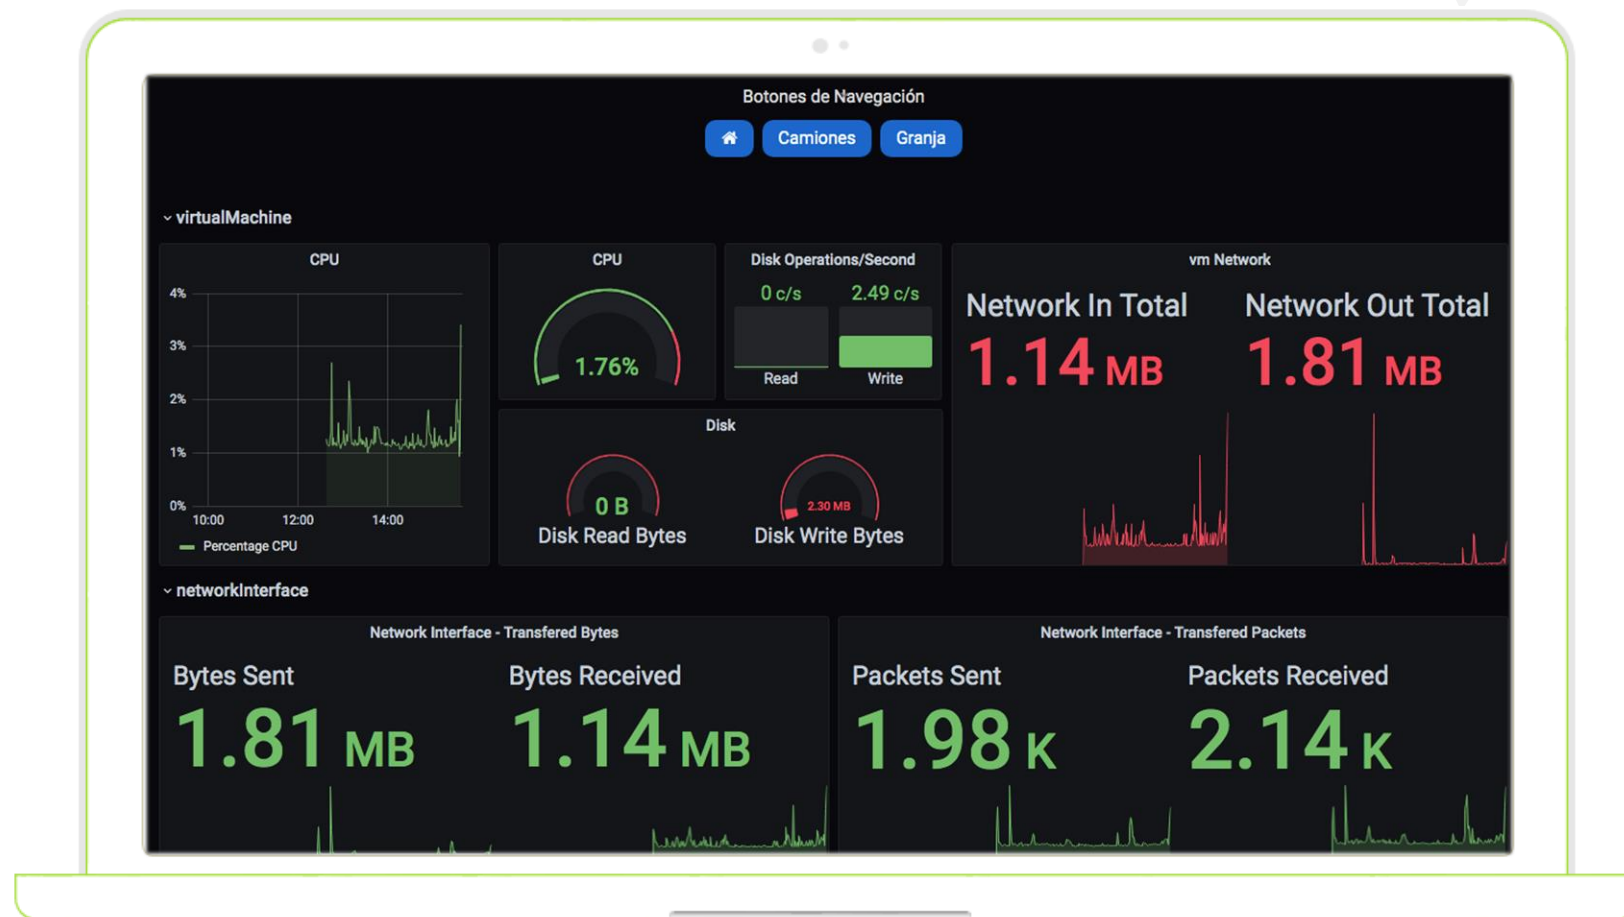 Botones de Navegación
Camiones Granja
virtualMachine
CPU
4%
3%
2%
1%
0%
10:00 12:00 14:00
Percentage CPU
CPU
1.76%
Disk Operations/Second
0 c/s 2.49 c/s
Read Write
Disk
0 B 2.30 MB
Disk Read Bytes Disk Write Bytes
vm Network
Network In Total Network Out Total
1.14 MB 1.81 MB
networkInterface
Network Interface - Transfered Bytes
Bytes Sent Bytes Received
1.81 MB 1.14 MB
Network Interface - Transfered Packets
Packets Sent Packets Received
1.98 K 2.14 K